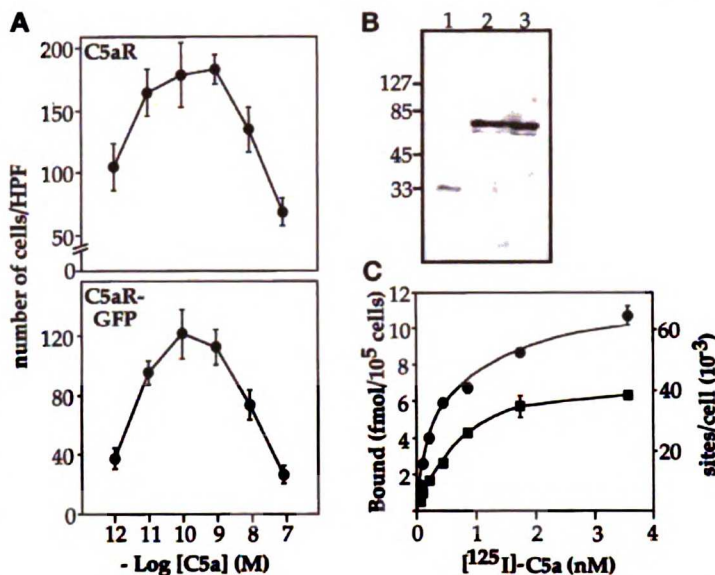 A
C5aR
200
150
100
50
0
C5aR-
GFP
120
80
40
0
number of cells/HPF
12 11 10 9 8 7
- Log [C5a] (M)
B
1 2 3
127
85
45
33
C
12
10
8
6
4
2
Bound (fmol/10⁵ cells)
60
40
20
sites/cell (10⁻³)
0 1 2 3 4
[¹²⁵I]-C5a (nM)